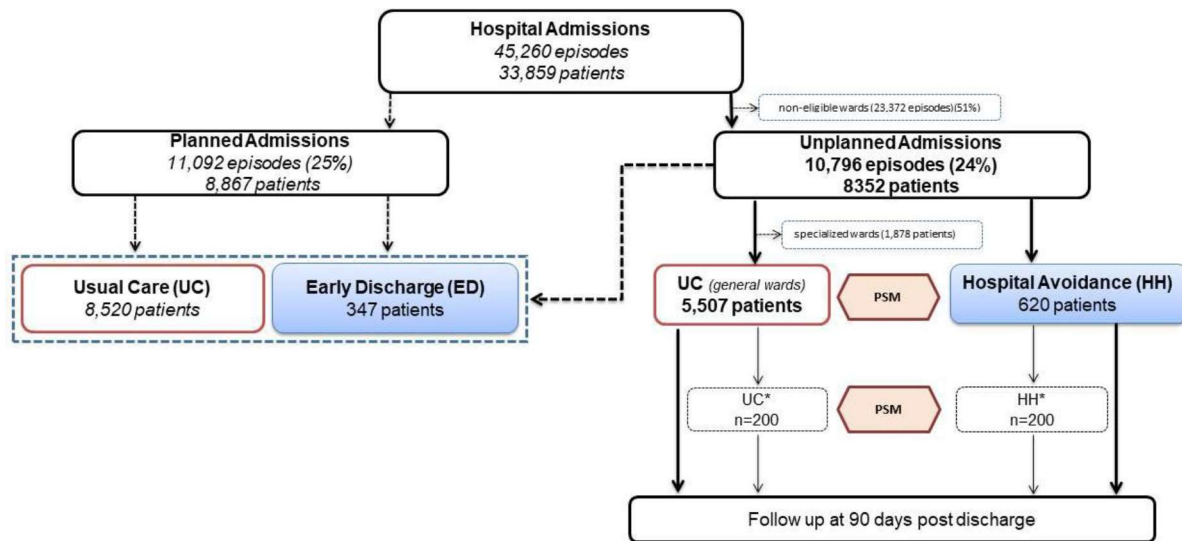 Hospital Admissions
45,260 episodes
33,859 patients
non-eligible wards (23,372 episodes)(51%)
Planned Admissions
11,092 episodes (25%)
8,867 patients
Unplanned Admissions
10,796 episodes (24%)
8352 patients
specialized wards (1,878 patients)
Usual Care (UC)
8,520 patients
Early Discharge (ED)
347 patients
UC (general wards)
5,507 patients
PSM
Hospital Avoidance (HH)
620 patients
UC*
n=200
PSM
HH*
n=200
Follow up at 90 days post discharge